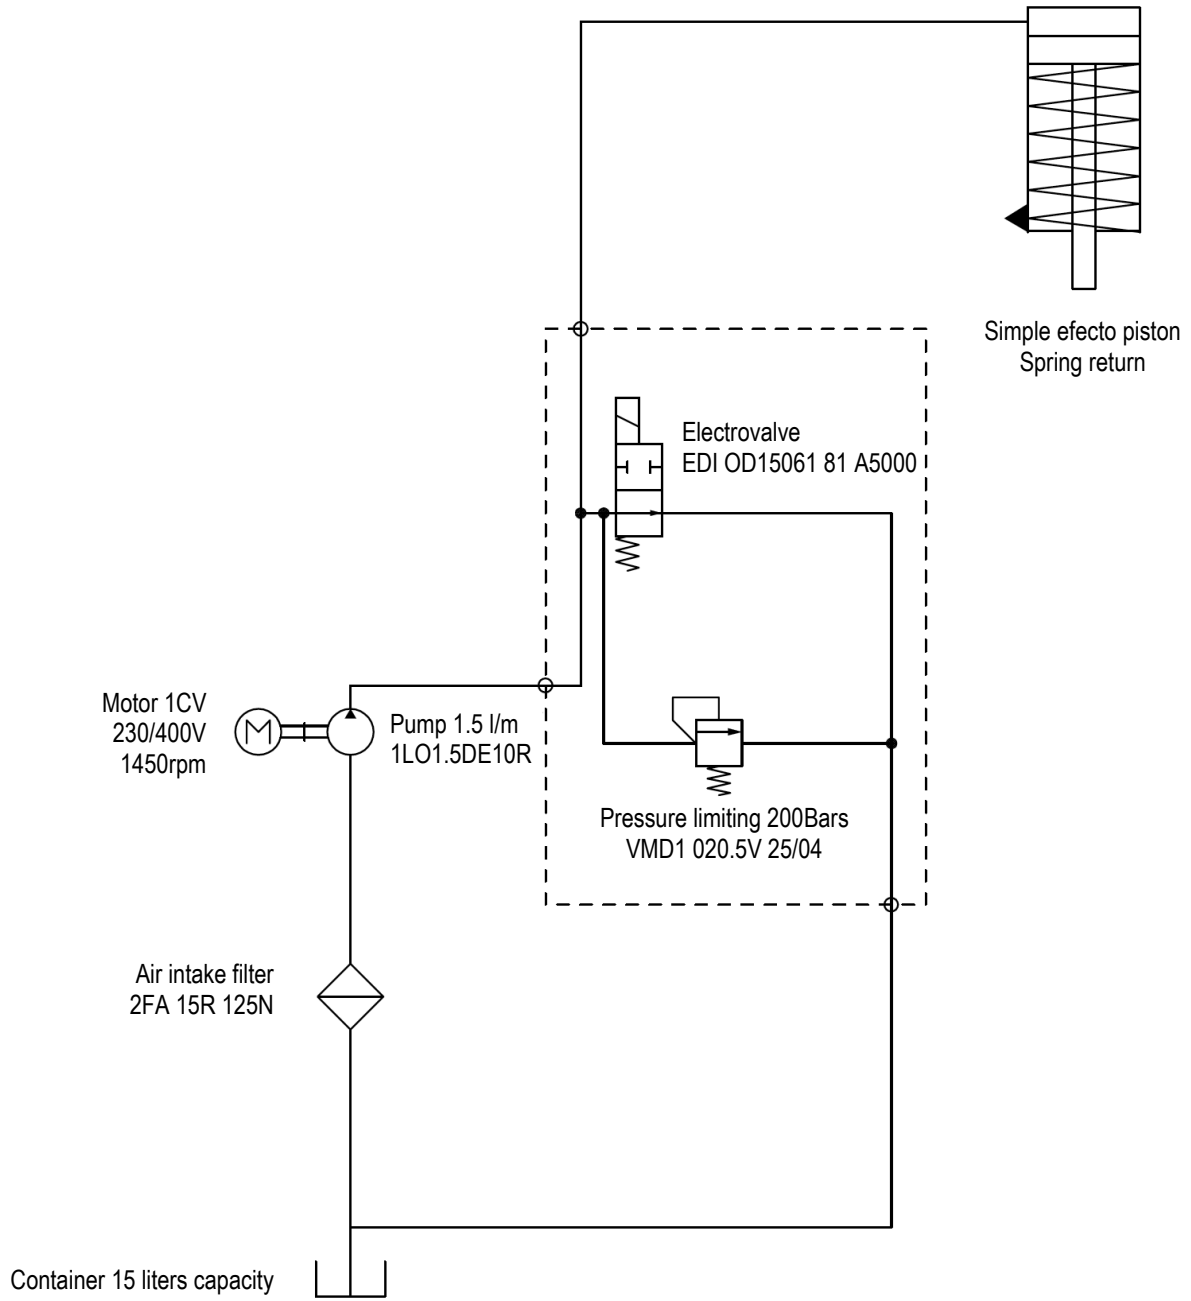 Simple efecto piston
Spring return
Electrovalve
EDI OD15061 81 A5000
Motor 1CV
230/400V
1450rpm
M
Pump 1.5 l/m
1LO1.5DE10R
Pressure limiting 200Bars
VMD1 020.5V 25/04
Air intake filter
2FA 15R 125N
Container 15 liters capacity